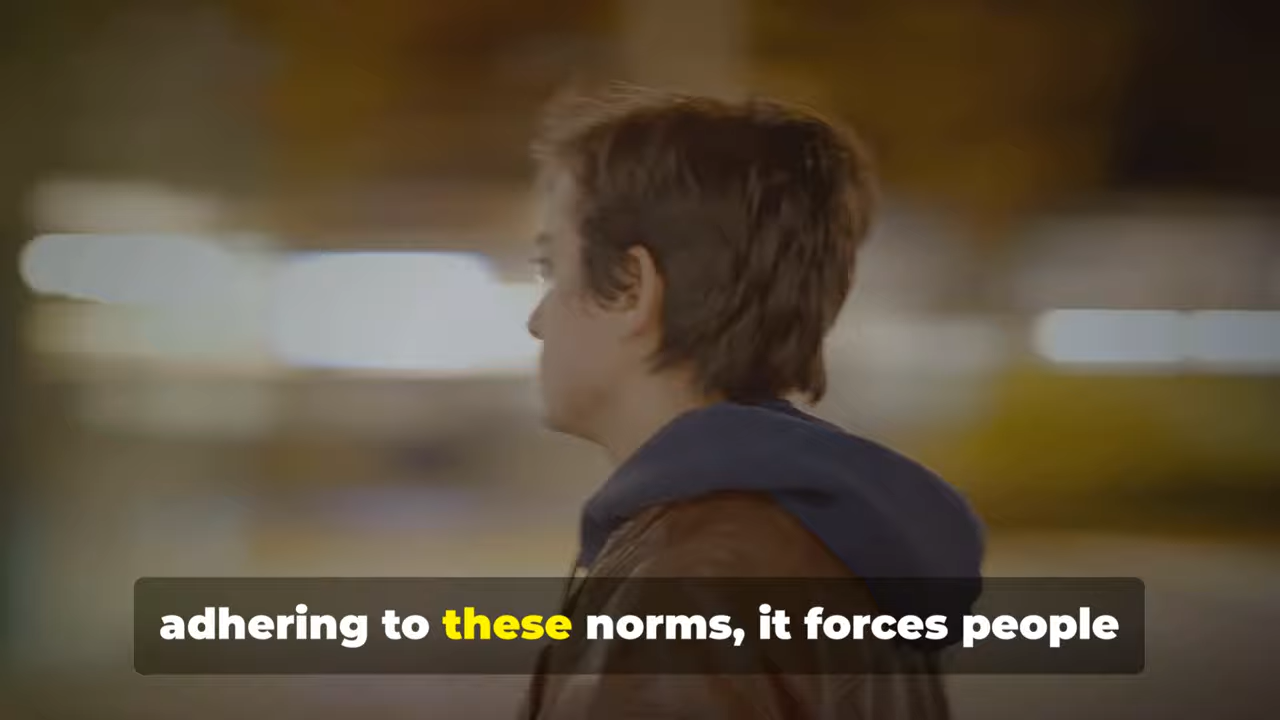 adhering to these norms, it forces people